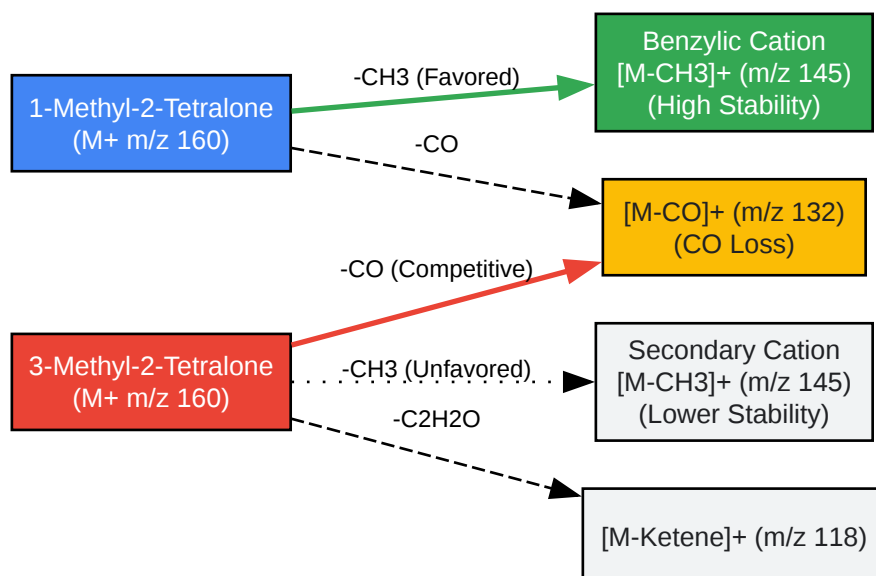 Benzylic Cation
[M-CH3]+ (m/z 145)
(High Stability)
-CH3 (Favored)
1-Methyl-2-Tetralone
(M+ m/z 160)
-CO
[M-CO]+ (m/z 132)
(CO Loss)
-CO (Competitive)
3-Methyl-2-Tetralone
(M+ m/z 160)
-CH3 (Unfavored)
Secondary Cation
[M-CH3]+ (m/z 145)
(Lower Stability)
-C2H2O
[M-Ketene]+ (m/z 118)